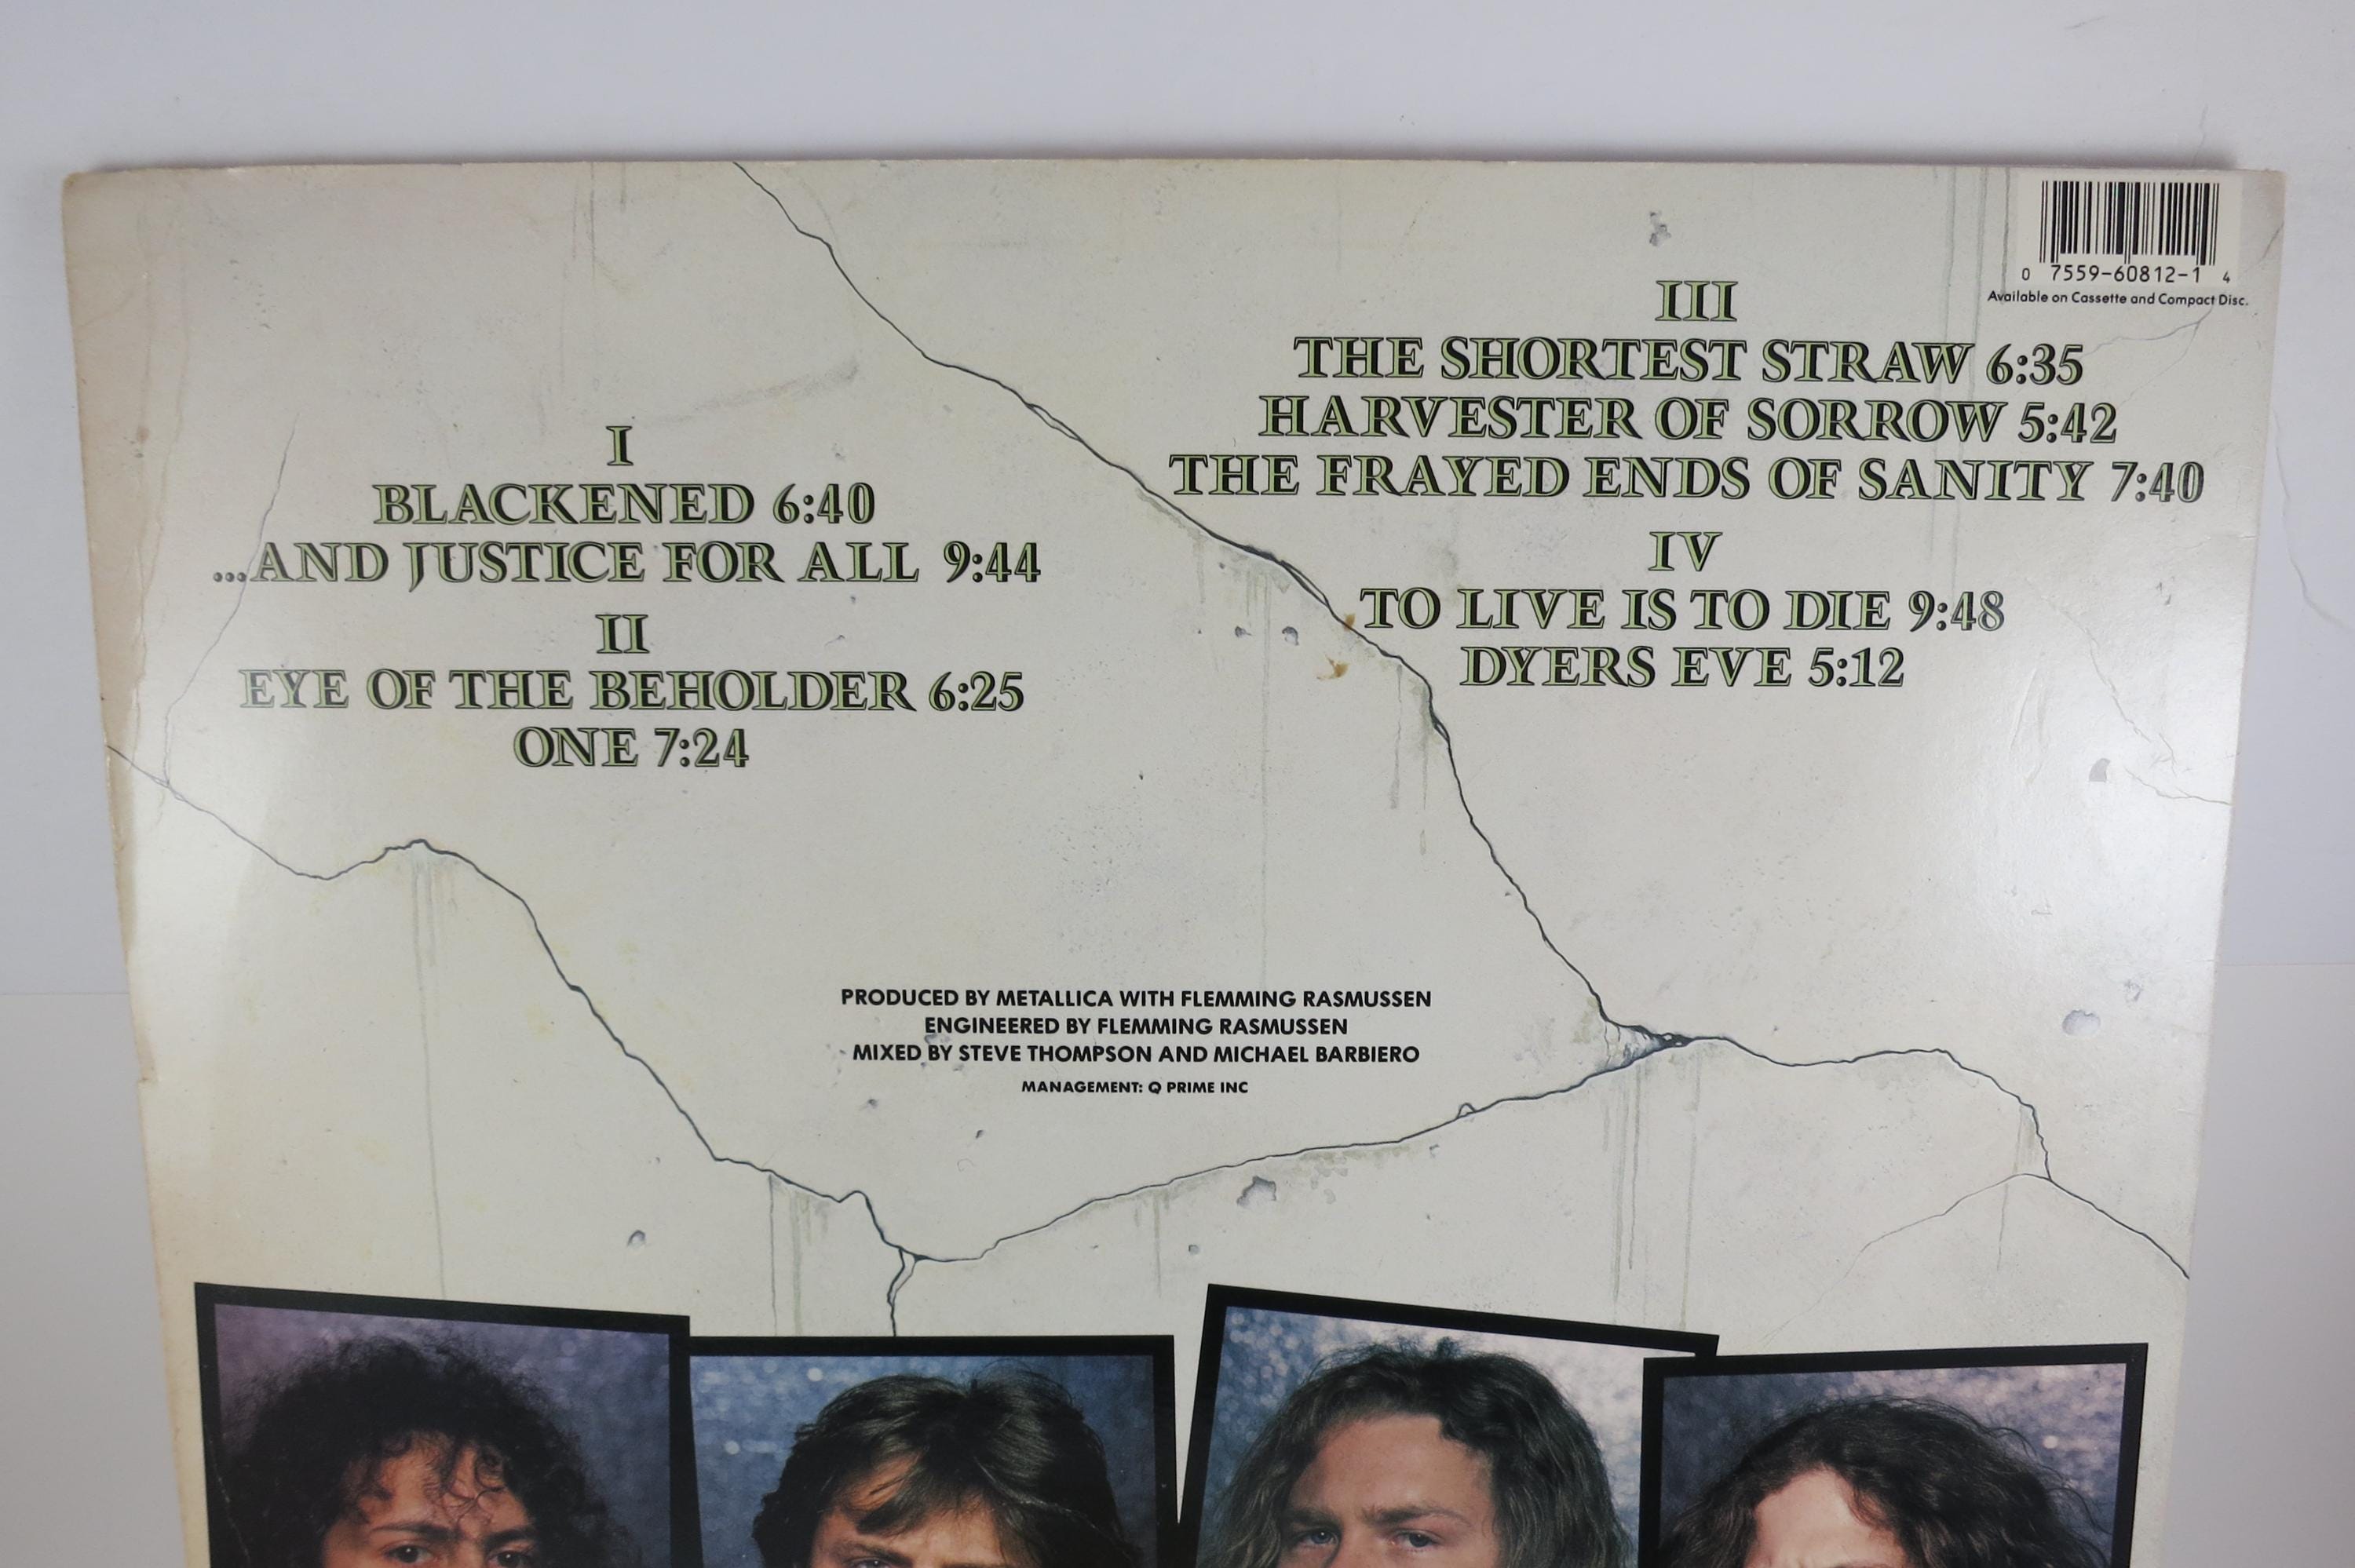 I
BLACKENED 6:40
...AND JUSTICE FOR ALL 9:44
II
EYE OF THE BEHOLDER 6:25
ONE 7:24
0 7559-60812-1 4
Available on Cassette and Compact Disc.
III
THE SHORTEST STRAW 6:35
HARVESTER OF SORROW 5:42
THE FRAYED ENDS OF SANITY 7:40
IV
TO LIVE IS TO DIE 9:48
DYERS EVE 5:12
PRODUCED BY METALLICA WITH FLEMMING RASMUSSEN
ENGINEERED BY FLEMMING RASMUSSEN
MIXED BY STEVE THOMPSON AND MICHAEL BARBIERO
MANAGEMENT: Q PRIME INC